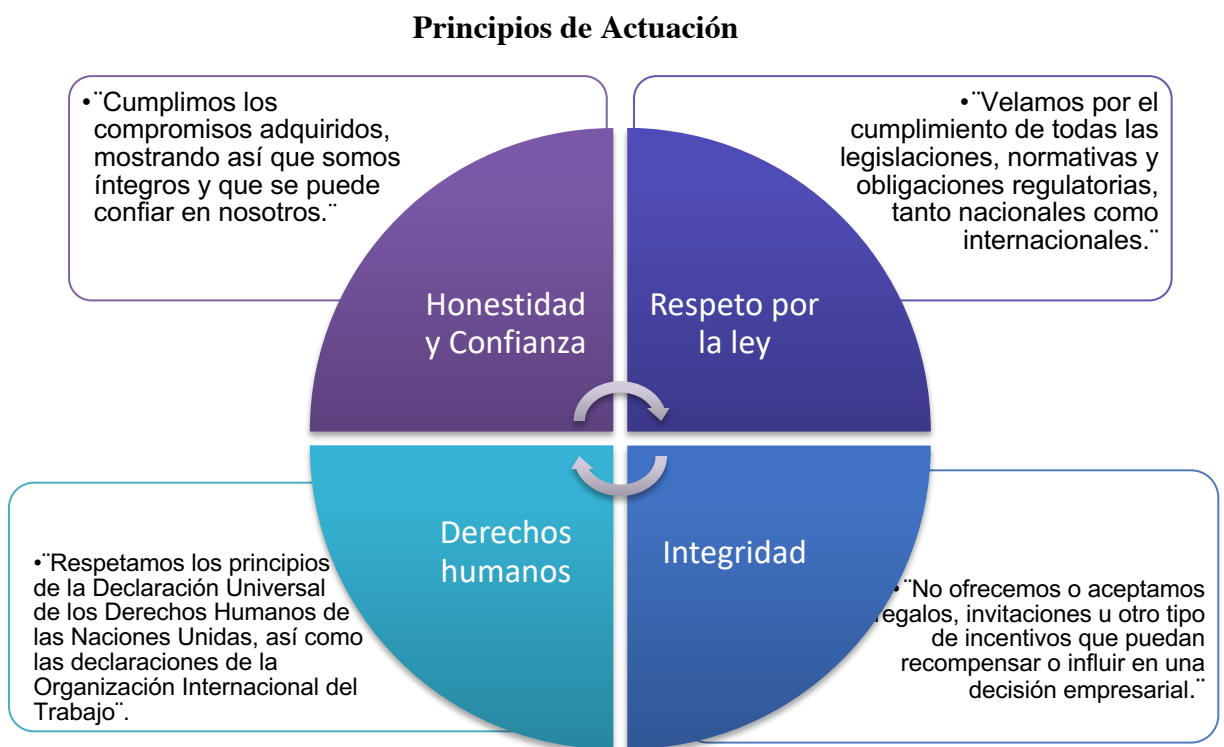 Principios de Actuación
•¨Cumplimos los
compromisos adquiridos,
mostrando así que somos
íntegros y que se puede
confiar en nosotros.¨
•¨Velamos por el
cumplimiento de todas las
legislaciones, normativas y
obligaciones regulatorias,
tanto nacionales como
internacionales.¨
Honestidad
y Confianza
Respeto por
la ley
Derechos
humanos
Integridad
•¨Respetamos los principios
de la Declaración Universal
de los Derechos Humanos de
las Naciones Unidas, así como
las declaraciones de la
Organización Internacional del
Trabajo¨.
•¨No ofrecemos o aceptamos
regalos, invitaciones u otro tipo
de incentivos que puedan
recompensar o influir en una
decisión empresarial.¨